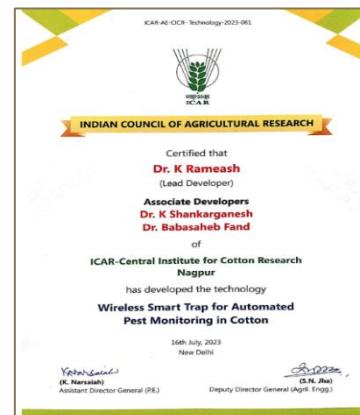 ICAR-AE-CICR- Technology-2023-061
ICAR
INDIAN COUNCIL OF AGRICULTURAL RESEARCH
Certified that
Dr. K Rameash
(Lead Developer)
Associate Developers
Dr. K Shankarganesh
Dr. Babasaheb Fand
of
ICAR-Central Institute for Cotton Research
Nagpur
has developed the technology
Wireless Smart Trap for Automated
Pest Monitoring in Cotton
16th July, 2023
New Delhi
(K. Narsaiah)
Assistant Director General (P.E.)
(S.N. Jha)
Deputy Director General (Agril. Engg.)